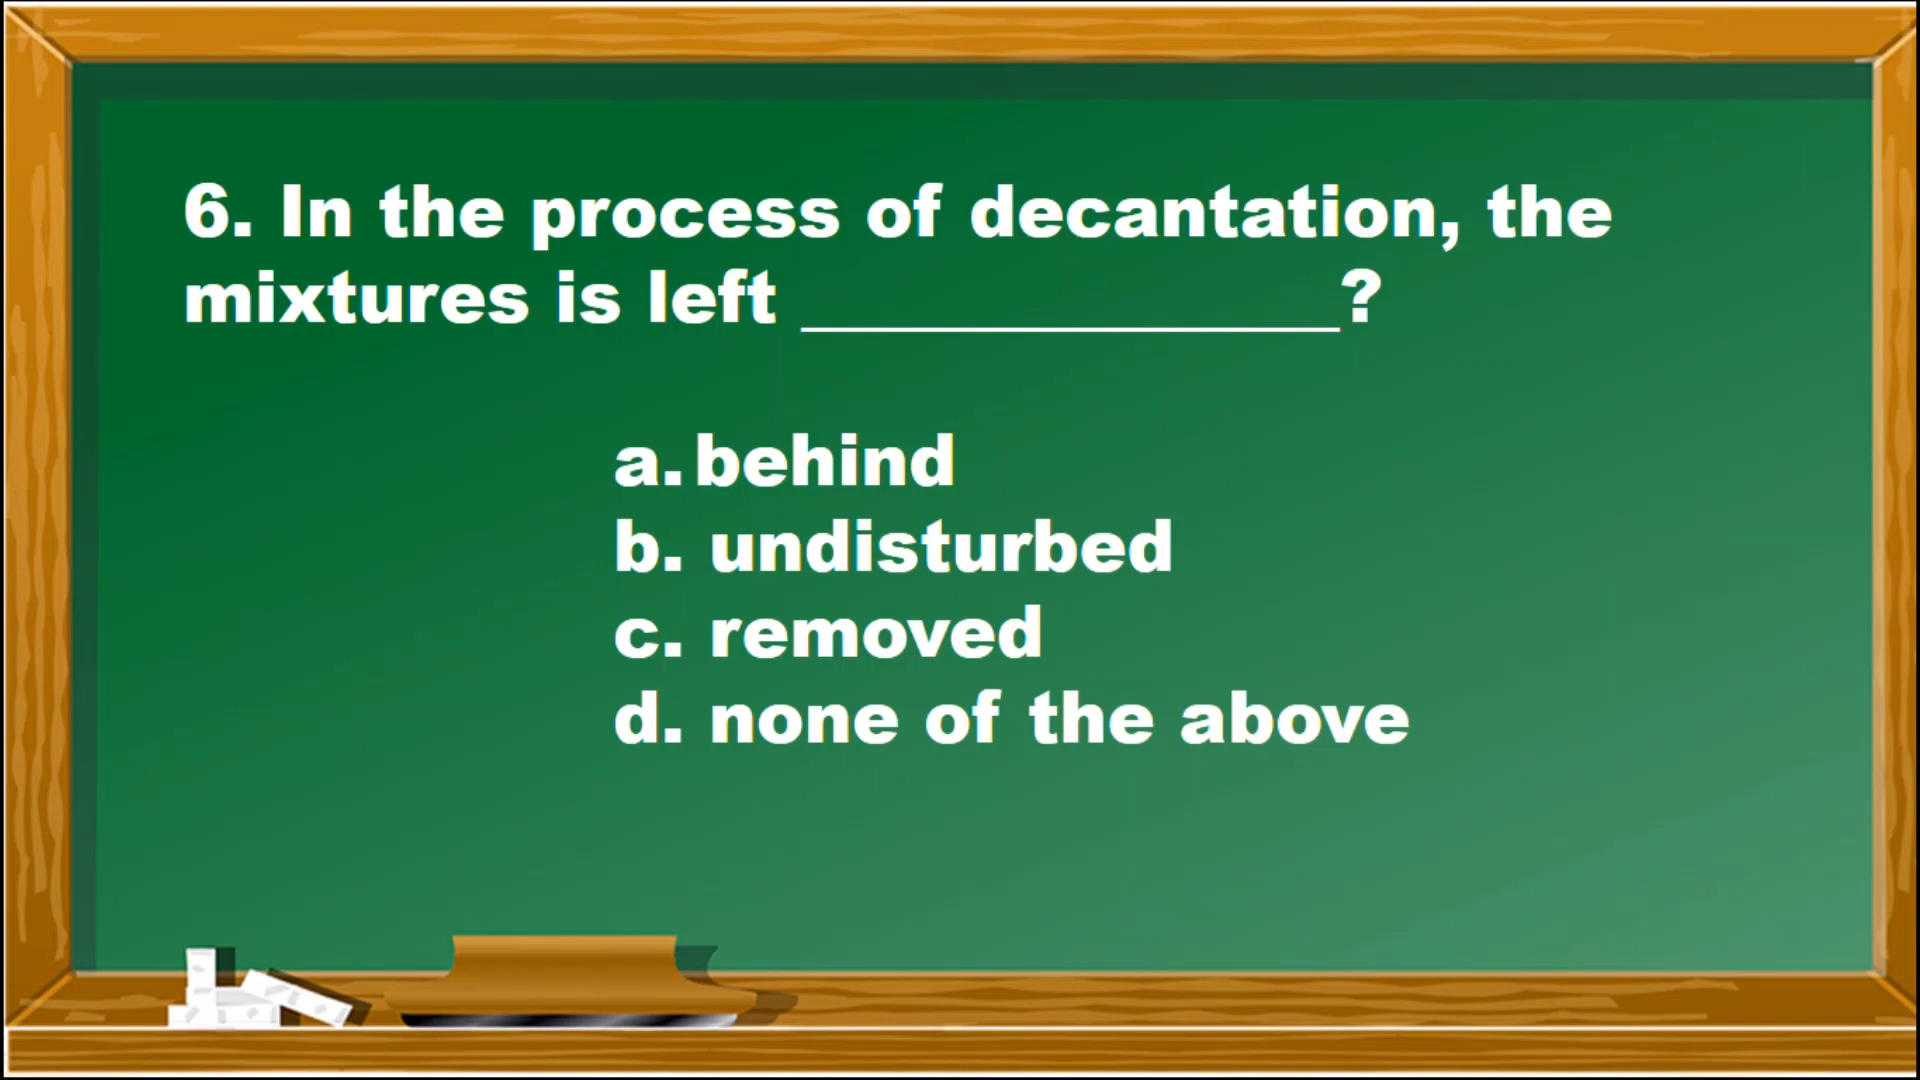 6. In the process of decantation, the
mixtures is left _______________?
a. behind
b. undisturbed
c. removed
d. none of the above